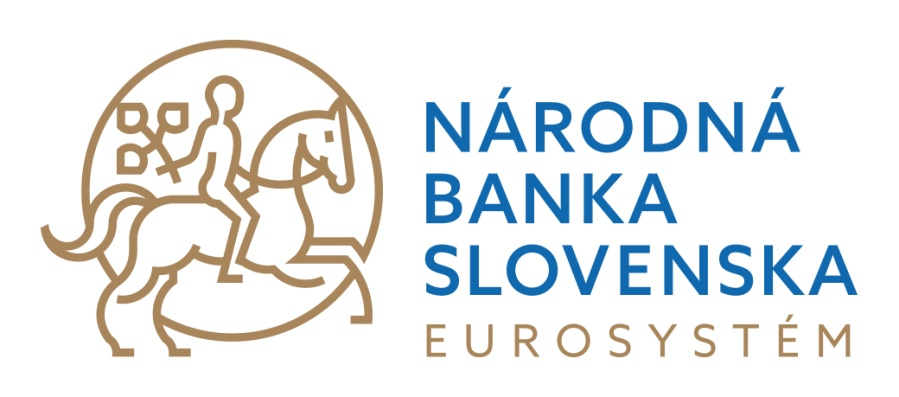 NÁRODNÁ
BANKA
SLOVENSKA
EUROSYSTÉM